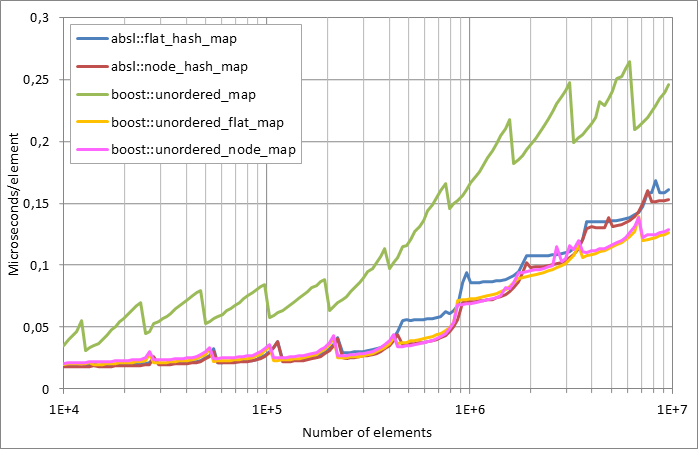 0,3
0,25
0,2
0,15
0,1
0,05
0
Microseconds/element
absl::flat_hash_map
absl::node_hash_map
boost::unordered_map
boost::unordered_flat_map
boost::unordered_node_map
1E+4
1E+5
1E+6
1E+7
Number of elements